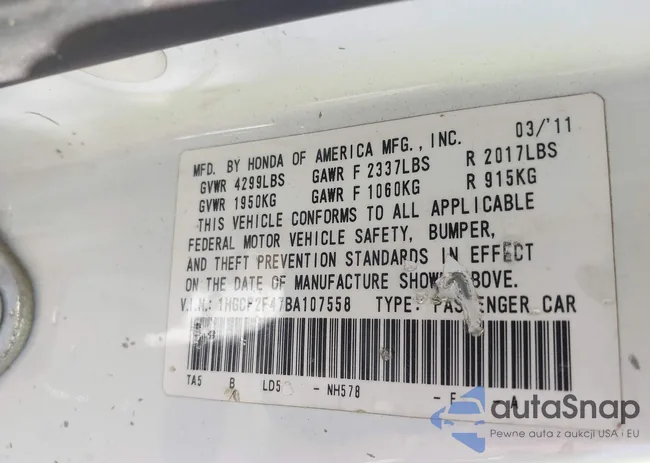 MFD. BY HONDA OF AMERICA MFG., INC. 03/'11
GVWR 4299LBS GAWR F 2337LBS R 2017LBS
GVWR 1950KG GAWR F 1060KG R 915KG
THIS VEHICLE CONFORMS TO ALL APPLICABLE
FEDERAL MOTOR VEHICLE SAFETY, BUMPER,
AND THEFT PREVENTION STANDARDS IN EFFECT
ON THE DATE OF MANUFACTURE SHOWN ABOVE.
V.I.N.: TYPE: PASSENGER CAR
TA5 B - NH578 - - A
autoSnap
Pewne auta z aukcji USA i EU